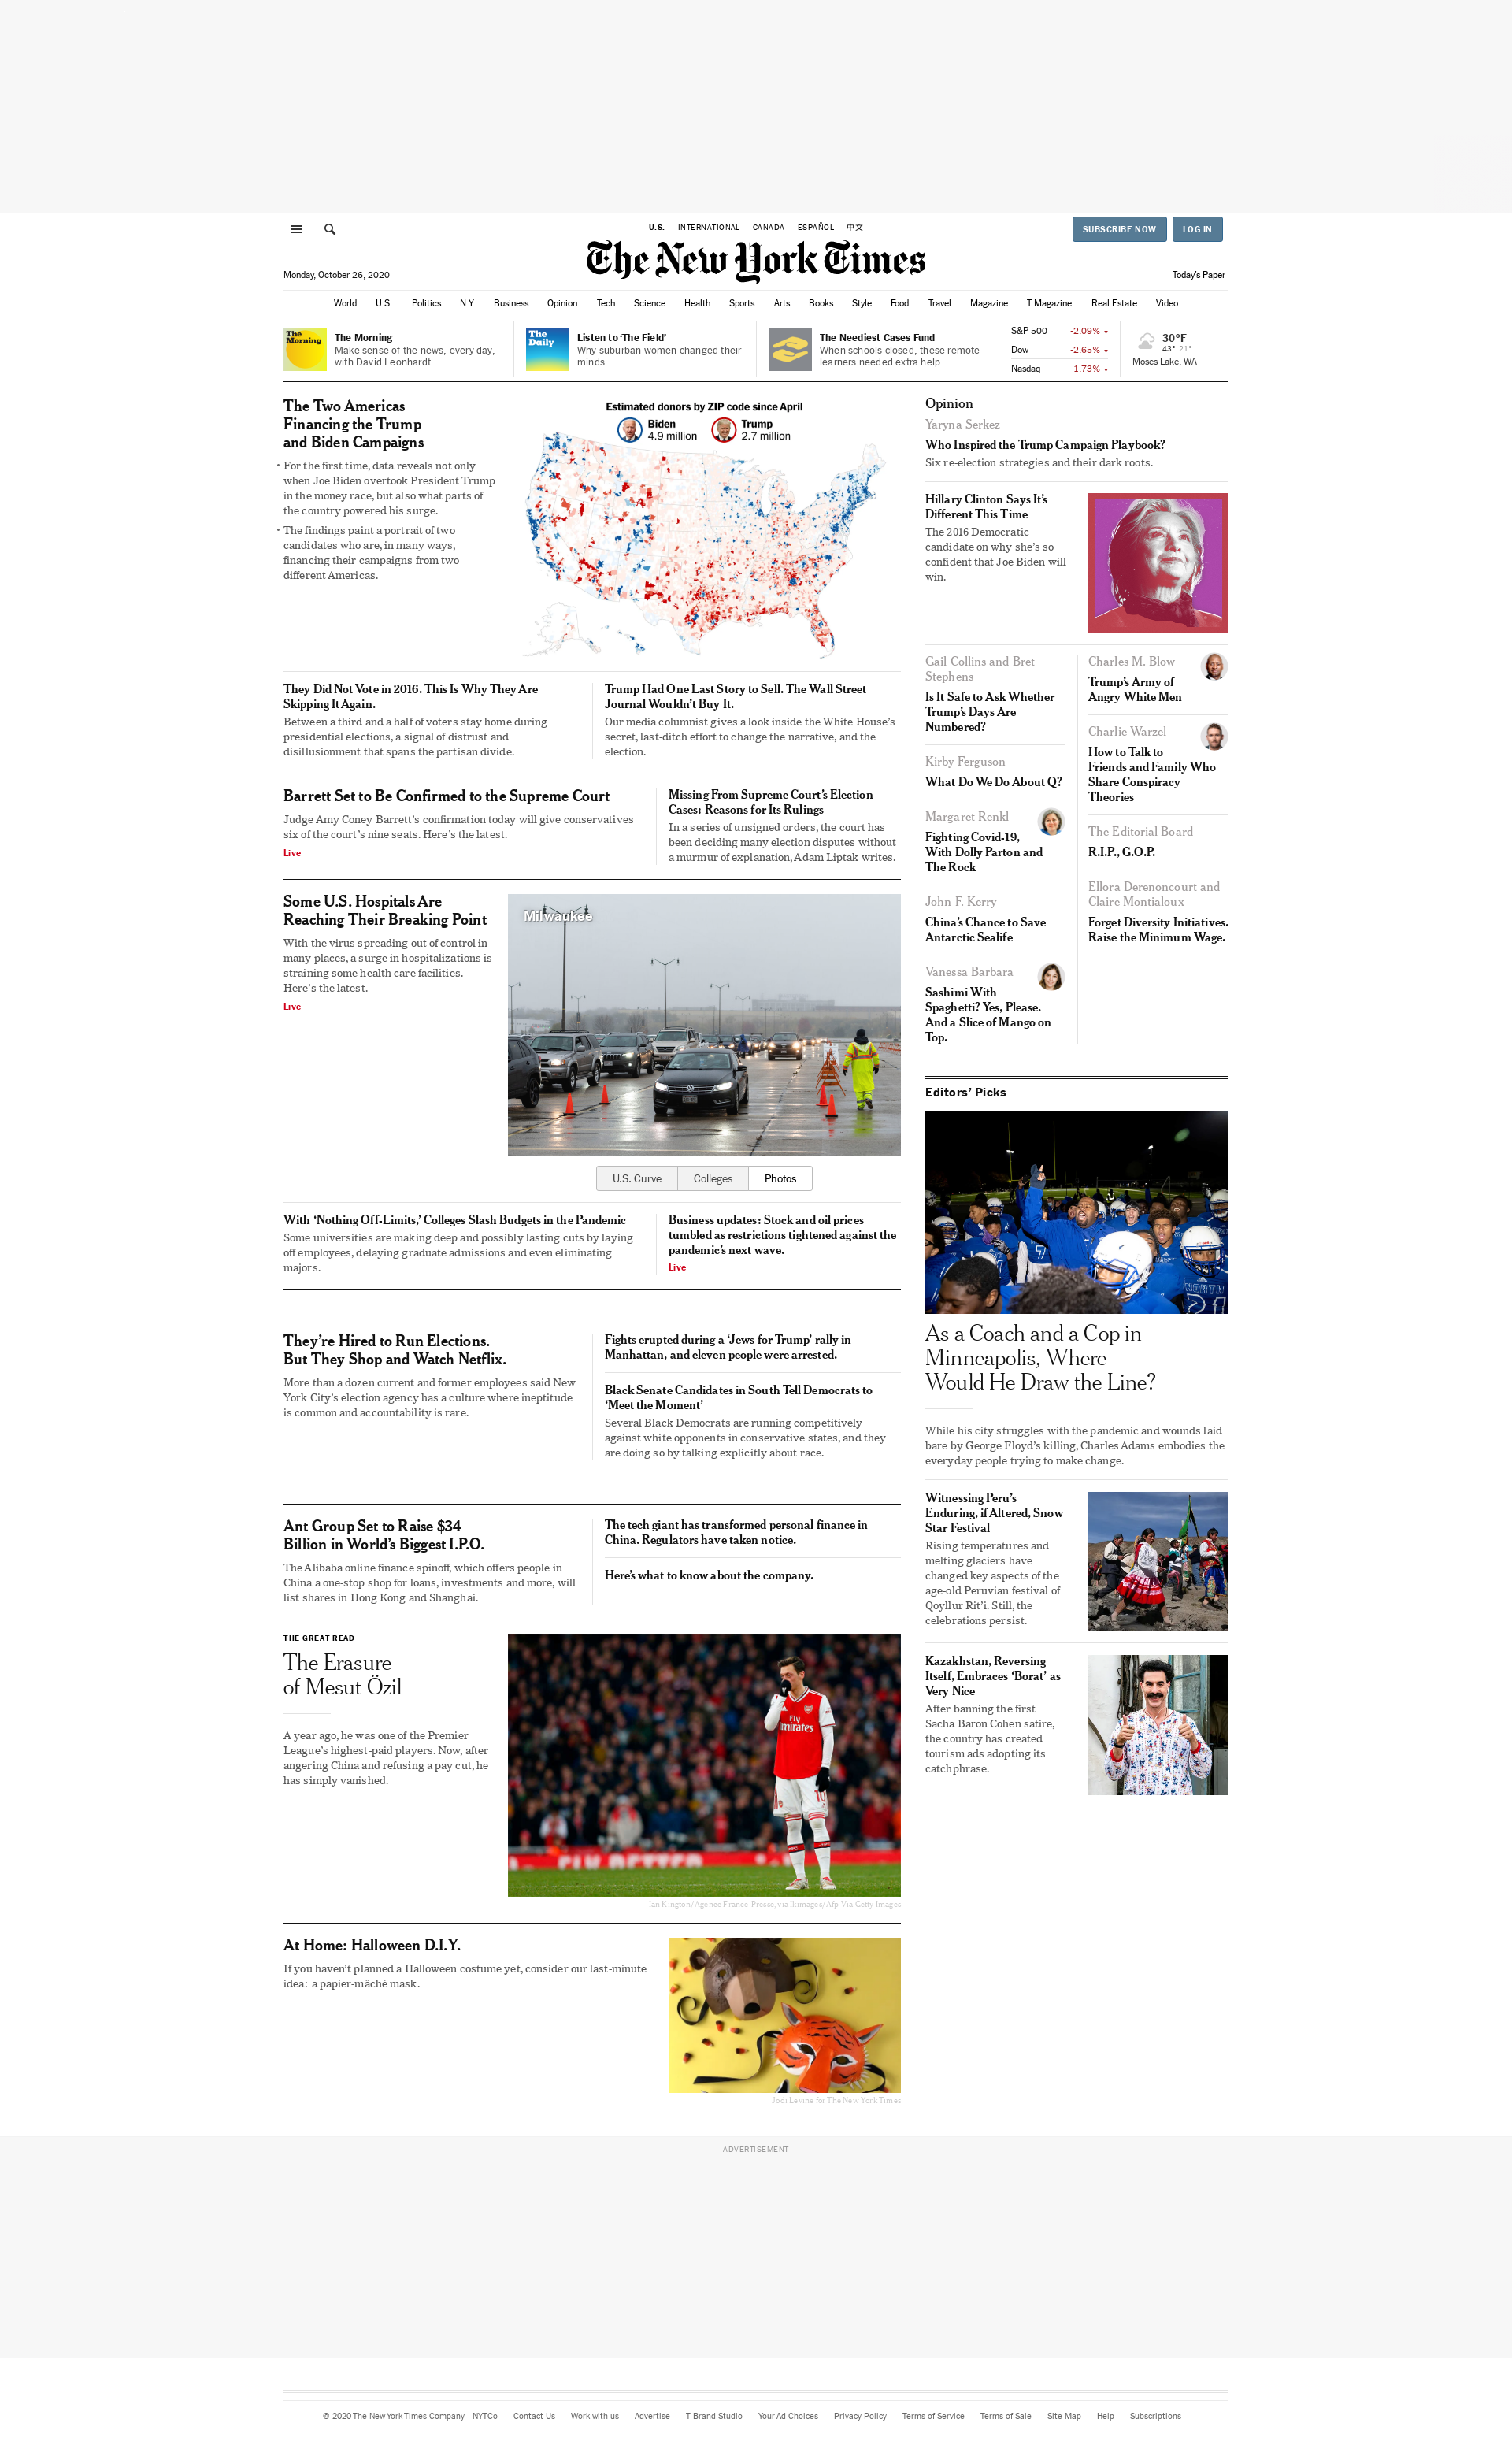 U.S. INTERNATIONAL CANADA ESPAÑOL 中文
SUBSCRIBE NOW
LOG IN
The New York Times
Monday, October 26, 2020
Today's Paper
World U.S. Politics N.Y. Business Opinion Tech Science Health Sports Arts Books Style Food Travel Magazine T Magazine Real Estate Video
The Morning
The Morning
Make sense of the news, every day,
with David Leonhardt.
The Daily
Listen to ‘The Field’
Why suburban women changed their
minds.
The Neediest Cases Fund
When schools closed, these remote
learners needed extra help.
S&P 500 -2.09% ↓
Dow -2.65% ↓
Nasdaq -1.73% ↓
30°F
43° 21°
Moses Lake, WA
The Two Americas
Financing the Trump
and Biden Campaigns
• For the first time, data reveals not only
when Joe Biden overtook President Trump
in the money race, but also what parts of
the country powered his surge.
• The findings paint a portrait of two
candidates who are, in many ways,
financing their campaigns from two
different Americas.
Estimated donors by ZIP code since April
Biden
4.9 million
Trump
2.7 million
They Did Not Vote in 2016. This Is Why They Are
Skipping It Again.
Between a third and a half of voters stay home during
presidential elections, a signal of distrust and
disillusionment that spans the partisan divide.
Trump Had One Last Story to Sell. The Wall Street
Journal Wouldn’t Buy It.
Our media columnist gives a look inside the White House’s
secret, last-ditch effort to change the narrative, and the
election.
Barrett Set to Be Confirmed to the Supreme Court
Judge Amy Coney Barrett’s confirmation today will give conservatives
six of the court’s nine seats. Here’s the latest.
Live
Missing From Supreme Court’s Election
Cases: Reasons for Its Rulings
In a series of unsigned orders, the court has
been deciding many election disputes without
a murmur of explanation, Adam Liptak writes.
Some U.S. Hospitals Are
Reaching Their Breaking Point
With the virus spreading out of control in
many places, a surge in hospitalizations is
straining some health care facilities.
Here’s the latest.
Live
Milwaukee
U.S. Curve Colleges Photos
With ‘Nothing Off-Limits,’ Colleges Slash Budgets in the Pandemic
Some universities are making deep and possibly lasting cuts by laying
off employees, delaying graduate admissions and even eliminating
majors.
Business updates: Stock and oil prices
tumbled as restrictions tightened against the
pandemic’s next wave.
Live
They’re Hired to Run Elections.
But They Shop and Watch Netflix.
More than a dozen current and former employees said New
York City’s election agency has a culture where ineptitude
is common and accountability is rare.
Fights erupted during a ‘Jews for Trump’ rally in
Manhattan, and eleven people were arrested.
Black Senate Candidates in South Tell Democrats to
‘Meet the Moment’
Several Black Democrats are running competitively
against white opponents in conservative states, and they
are doing so by talking explicitly about race.
Ant Group Set to Raise $34
Billion in World’s Biggest I.P.O.
The Alibaba online finance spinoff, which offers people in
China a one-stop shop for loans, investments and more, will
list shares in Hong Kong and Shanghai.
The tech giant has transformed personal finance in
China. Regulators have taken notice.
Here’s what to know about the company.
THE GREAT READ
The Erasure
of Mesut Özil
A year ago, he was one of the Premier
League’s highest-paid players. Now, after
angering China and refusing a pay cut, he
has simply vanished.
Fly
Emirates
10
Ian Kington/Agence France-Presse, via Ikimages/Afp Via Getty Images
At Home: Halloween D.I.Y.
If you haven’t planned a Halloween costume yet, consider our last-minute
idea: a papier-mâché mask.
Jodi Levine for The New York Times
Opinion
Yaryna Serkez
Who Inspired the Trump Campaign Playbook?
Six re-election strategies and their dark roots.
Hillary Clinton Says It’s
Different This Time
The 2016 Democratic
candidate on why she’s so
confident that Joe Biden will
win.
Gail Collins and Bret
Stephens
Is It Safe to Ask Whether
Trump’s Days Are
Numbered?
Kirby Ferguson
What Do We Do About Q?
Margaret Renkl
Fighting Covid-19,
With Dolly Parton and
The Rock
John F. Kerry
China’s Chance to Save
Antarctic Sealife
Vanessa Barbara
Sashimi With
Spaghetti? Yes, Please.
And a Slice of Mango on
Top.
Charles M. Blow
Trump’s Army of
Angry White Men
Charlie Warzel
How to Talk to
Friends and Family Who
Share Conspiracy
Theories
The Editorial Board
R.I.P., G.O.P.
Ellora Derenoncourt and
Claire Montialoux
Forget Diversity Initiatives.
Raise the Minimum Wage.
Editors’ Picks
NORTH
21
As a Coach and a Cop in
Minneapolis, Where
Would He Draw the Line?
While his city struggles with the pandemic and wounds laid
bare by George Floyd’s killing, Charles Adams embodies the
everyday people trying to make change.
Witnessing Peru’s
Enduring, if Altered, Snow
Star Festival
Rising temperatures and
melting glaciers have
changed key aspects of the
age-old Peruvian festival of
Qoyllur Rit’i. Still, the
celebrations persist.
Kazakhstan, Reversing
Itself, Embraces ‘Borat’ as
Very Nice
After banning the first
Sacha Baron Cohen satire,
the country has created
tourism ads adopting its
catchphrase.
ADVERTISEMENT
© 2020 The New York Times Company NYTCo Contact Us Work with us Advertise T Brand Studio Your Ad Choices Privacy Policy Terms of Service Terms of Sale Site Map Help Subscriptions